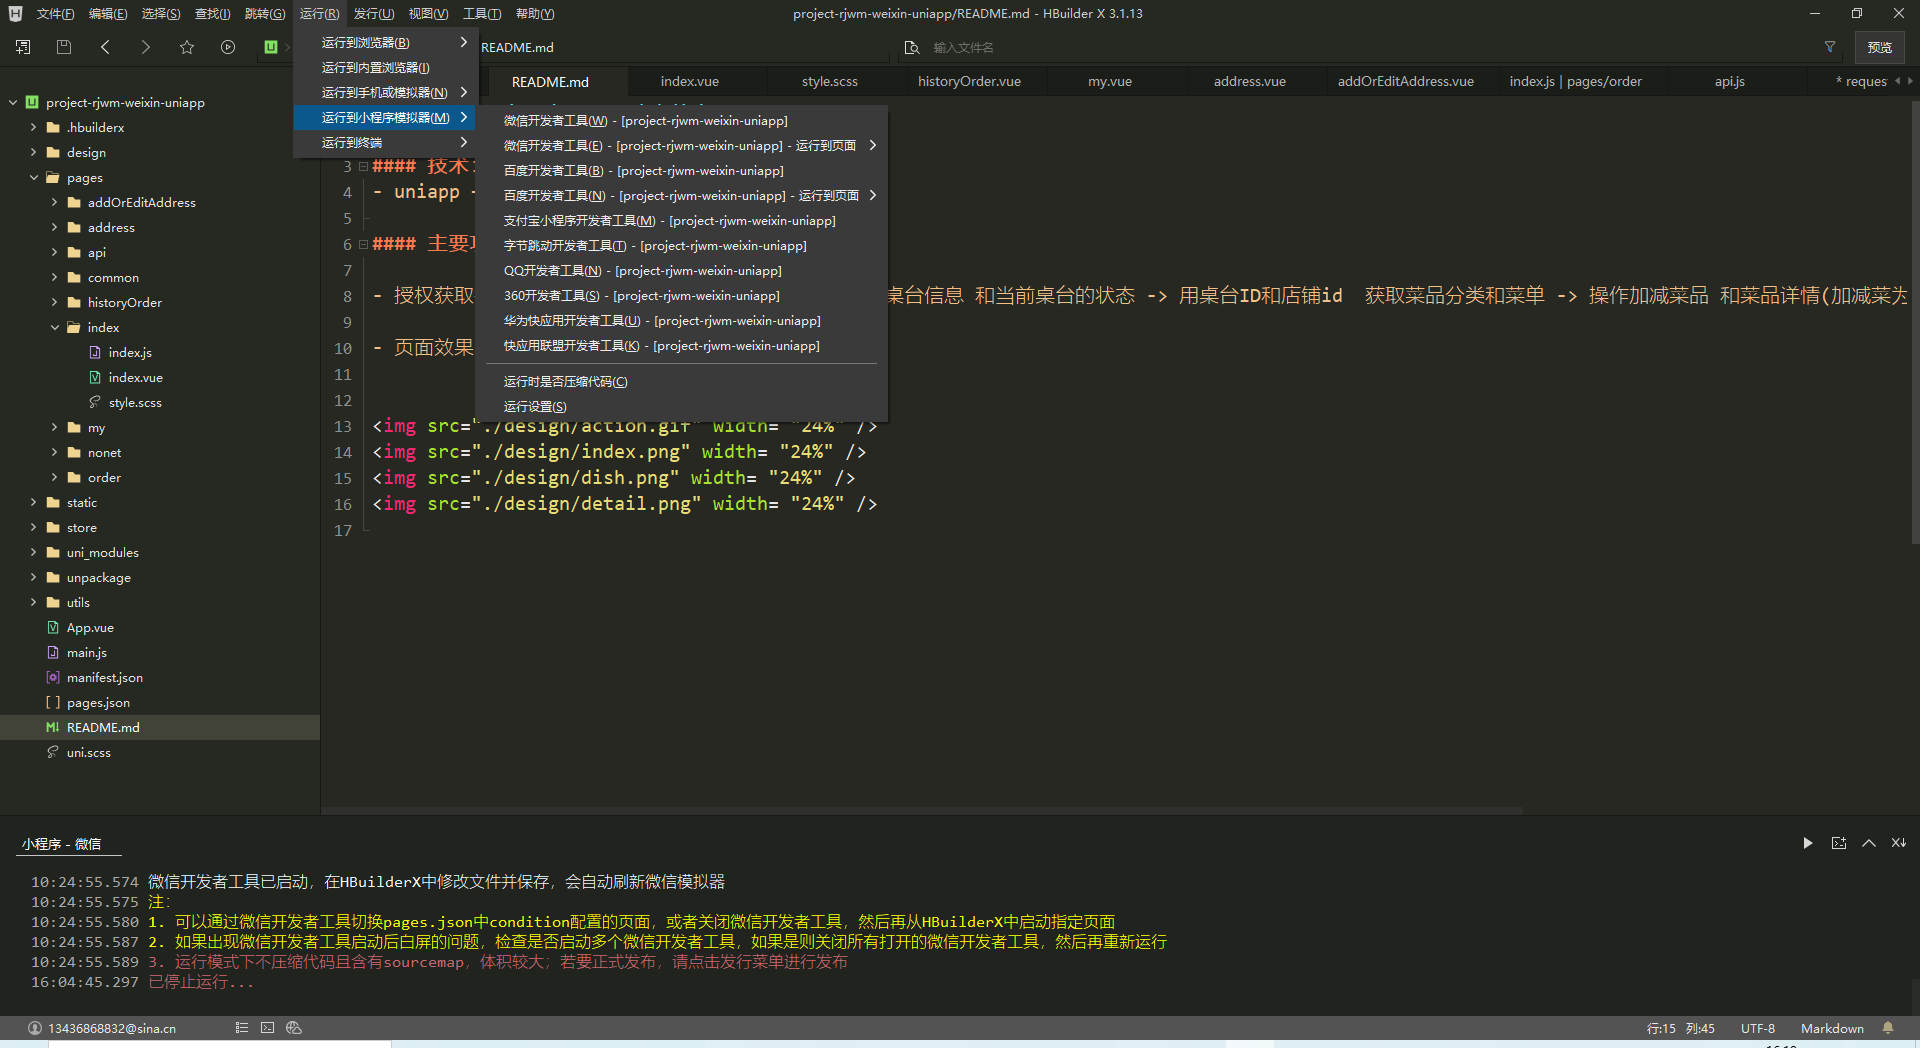 文件(F) 编辑(E) 选择(S) 查找(I) 跳转(G) 运行(R) 发行(U) 视图(V) 工具(T) 帮助(Y)
project-rjwm-weixin-uniapp/README.md - HBuilder X 3.1.13
README.md
输入文件名
预览
README.md index.vue style.scss historyOrder.vue my.vue address.vue addOrEditAddress.vue index.js | pages/order api.js * reques
运行到浏览器(B)
运行到内置浏览器(I)
运行到手机或模拟器(N)
运行到小程序模拟器(M)
运行到终端
微信开发者工具(W) - [project-rjwm-weixin-uniapp]
微信开发者工具(E) - [project-rjwm-weixin-uniapp] - 运行到页面
百度开发者工具(B) - [project-rjwm-weixin-uniapp]
百度开发者工具(N) - [project-rjwm-weixin-uniapp] - 运行到页面
支付宝小程序开发者工具(M) - [project-rjwm-weixin-uniapp]
字节跳动开发者工具(T) - [project-rjwm-weixin-uniapp]
QQ开发者工具(N) - [project-rjwm-weixin-uniapp]
360开发者工具(S) - [project-rjwm-weixin-uniapp]
华为快应用开发者工具(U) - [project-rjwm-weixin-uniapp]
快应用联盟开发者工具(K) - [project-rjwm-weixin-uniapp]
运行时是否压缩代码(C)
运行设置(S)
project-rjwm-weixin-uniapp
.hbuilderx
design
pages
addOrEditAddress
address
api
common
historyOrder
index
index.js
index.vue
style.scss
my
nonet
order
static
store
uni_modules
unpackage
utils
App.vue
main.js
manifest.json
pages.json
README.md
uni.scss
3 #### 技术
4 - uniapp -
5
6 #### 主要
7
8 - 授权获取 桌台信息 和当前桌台的状态 -> 用桌台ID和店铺id 获取菜品分类和菜单 -> 操作加减菜品 和菜品详情(加减菜为
9
10 - 页面效果
11
12
13 <img src="./design/action.gif" width= "24%" />
14 <img src="./design/index.png" width= "24%" />
15 <img src="./design/dish.png" width= "24%" />
16 <img src="./design/detail.png" width= "24%" />
17
小程序 - 微信
10:24:55.574 微信开发者工具已启动，在HBuilderX中修改文件并保存，会自动刷新微信模拟器
10:24:55.575 注：
10:24:55.580 1. 可以通过微信开发者工具切换pages.json中condition配置的页面，或者关闭微信开发者工具，然后再从HBuilderX中启动指定页面
10:24:55.587 2. 如果出现微信开发者工具启动后白屏的问题，检查是否启动多个微信开发者工具，如果是则关闭所有打开的微信开发者工具，然后再重新运行
10:24:55.589 3. 运行模式下不压缩代码且含有sourcemap，体积较大；若要正式发布，请点击发行菜单进行发布
16:04:45.297 已停止运行...
13436868832@sina.cn
行:15 列:45 UTF-8 Markdown